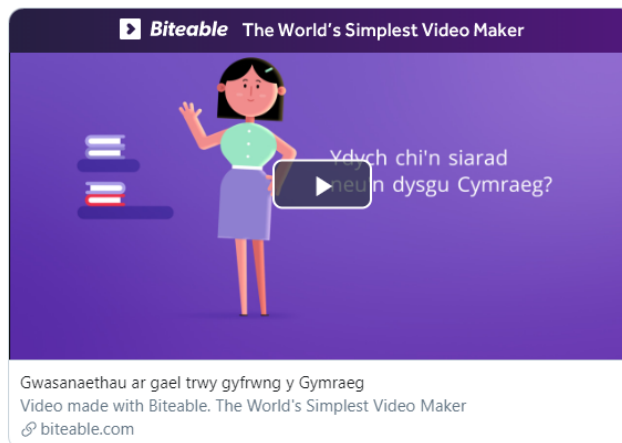 Biteable The World's Simplest Video Maker
Ydych chi'n siarad
neu'n dysgu Cymraeg?
Gwasanaethau ar gael trwy gyfrwng y Gymraeg
Video made with Biteable. The World's Simplest Video Maker
biteable.com